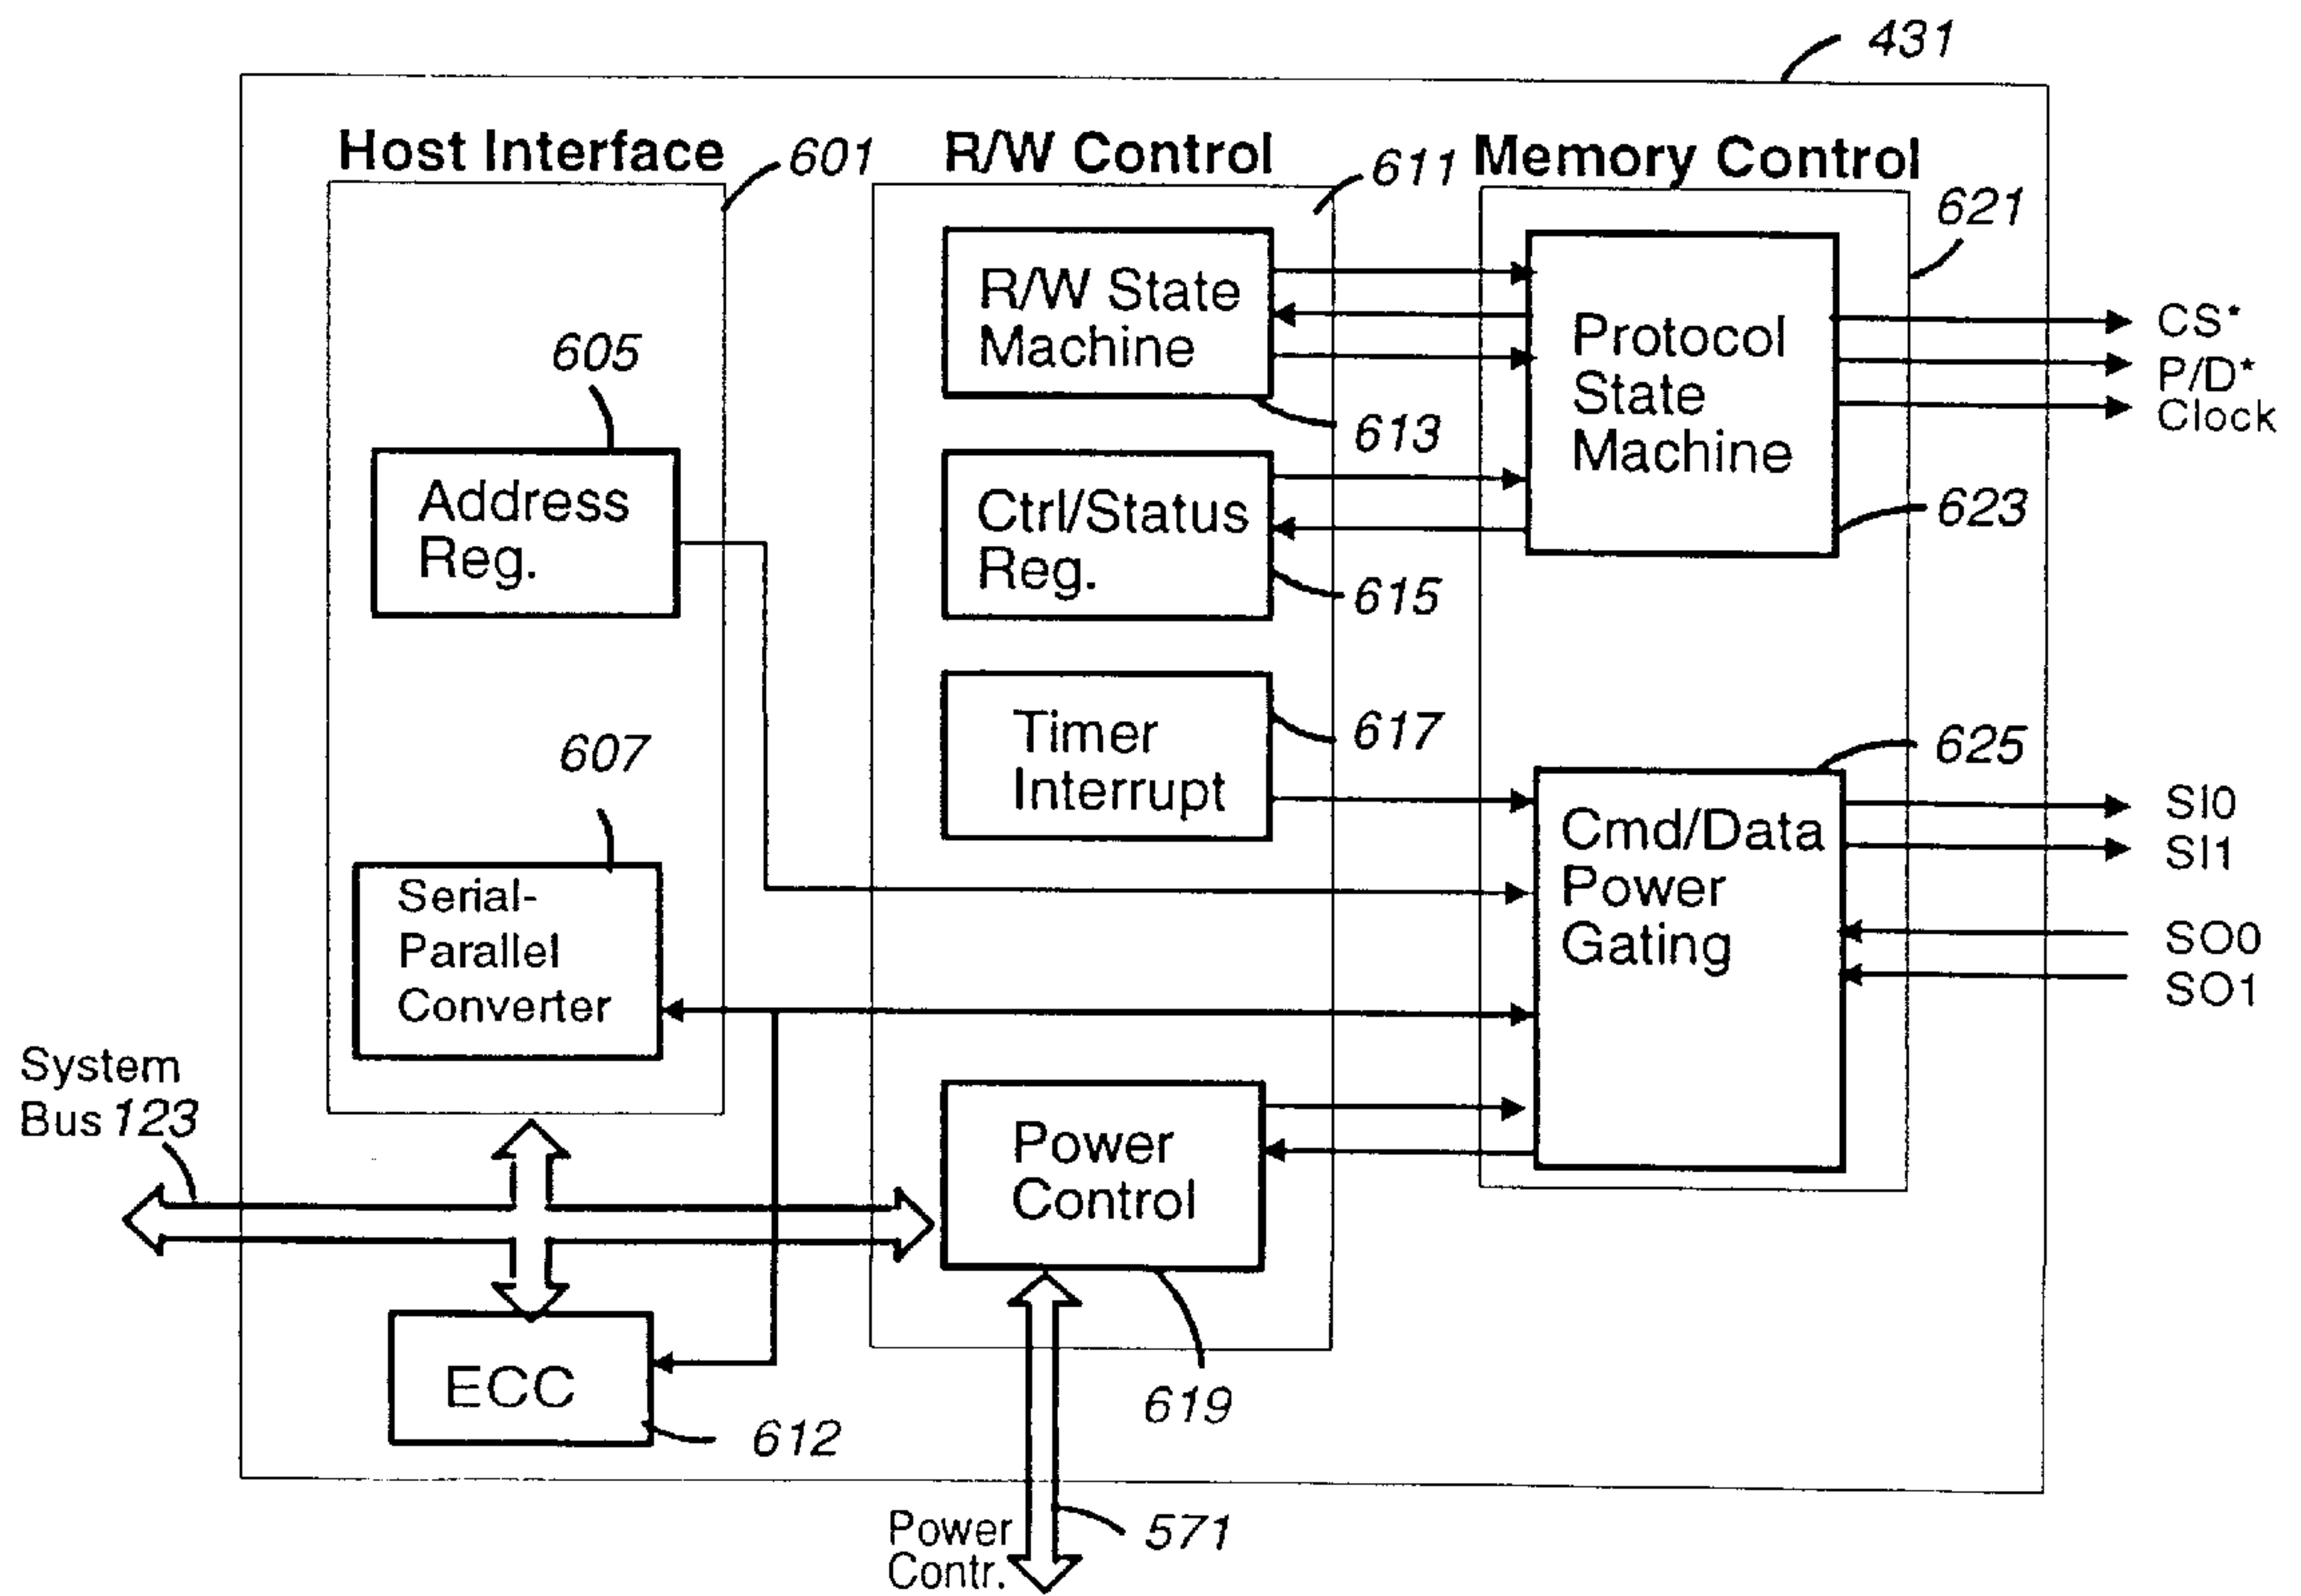 431
Host Interface
601
R/W Control
611
Memory Control
621
R/W State
Machine
613
Protocol
State
Machine
623
CS*
P/D*
Clock
605
Address
Reg.
Ctrl/Status
Reg.
615
607
Timer
Interrupt
617
625
Cmd/Data
Power
Gating
SI0
SI1
SO0
SO1
Serial-
Parallel
Converter
System
Bus 123
Power
Control
619
ECC
612
Power
Contr.
571